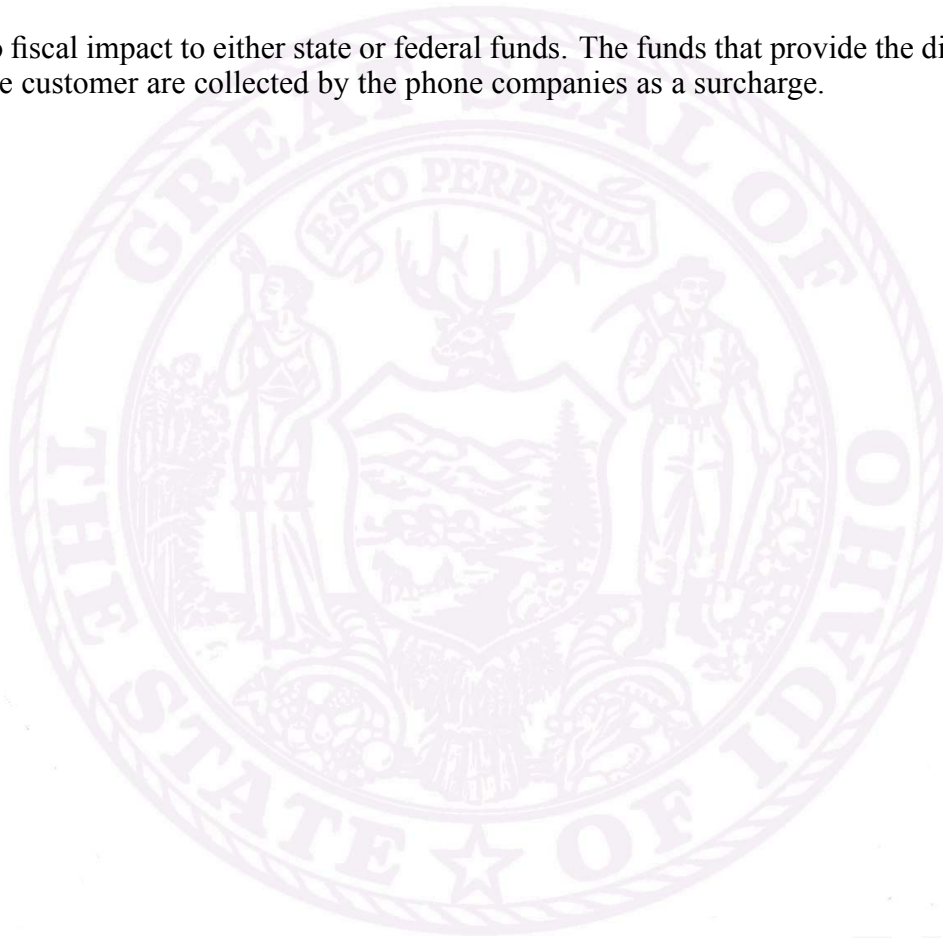 fiscal impact to either state or federal funds. The funds that provide the
customer are collected by the phone companies as a surcharge.
GREAT SEAL OF
ESTO PERPETUA
THE STATE OF IDAHO